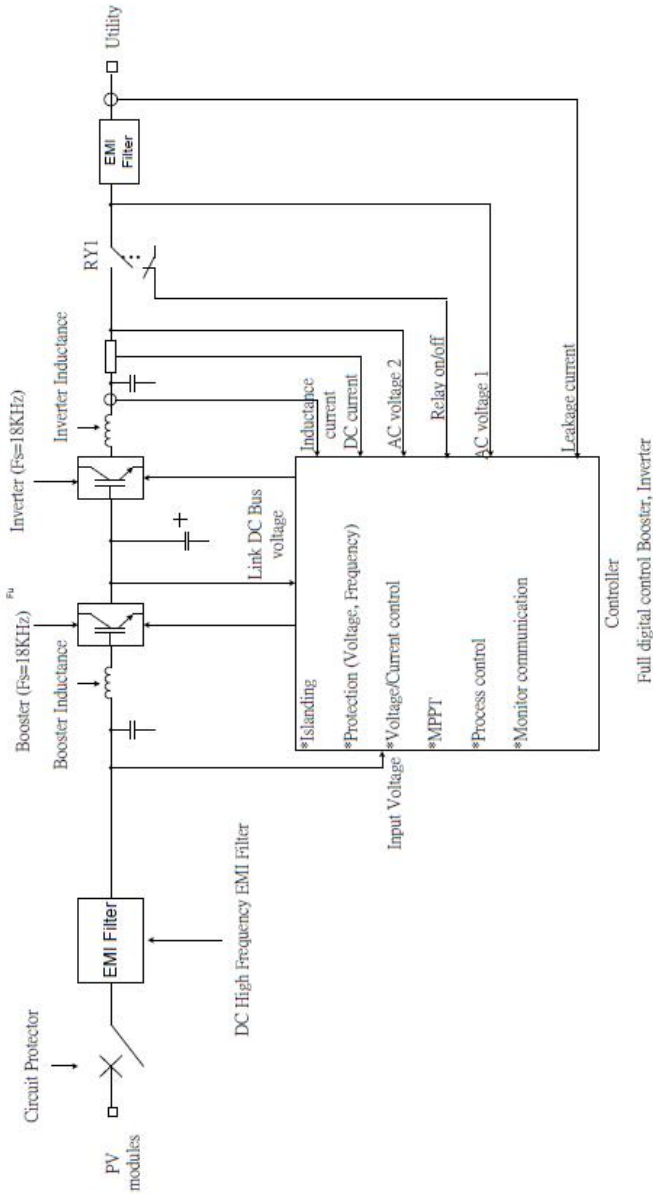 PV
modules
Circuit Protector
EMI Filter
DC High Frequency EMI Filter
Booster (Fs=18KHz)
Fu
Booster Inductance
Inverter (Fs=18KHz)
Inverter Inductance
RY1
EMI
Filter
Utility
Link DC Bus
voltage
Input Voltage
*Islanding
*Protection (Voltage, Frequency)
*Voltage/Current control
*MPPT
*Process control
*Monitor communication
Inductance
current
DC current
AC voltage 2
Relay on/off
AC voltage 1
Leakage current
Controller
Full digital control Booster, Inverter